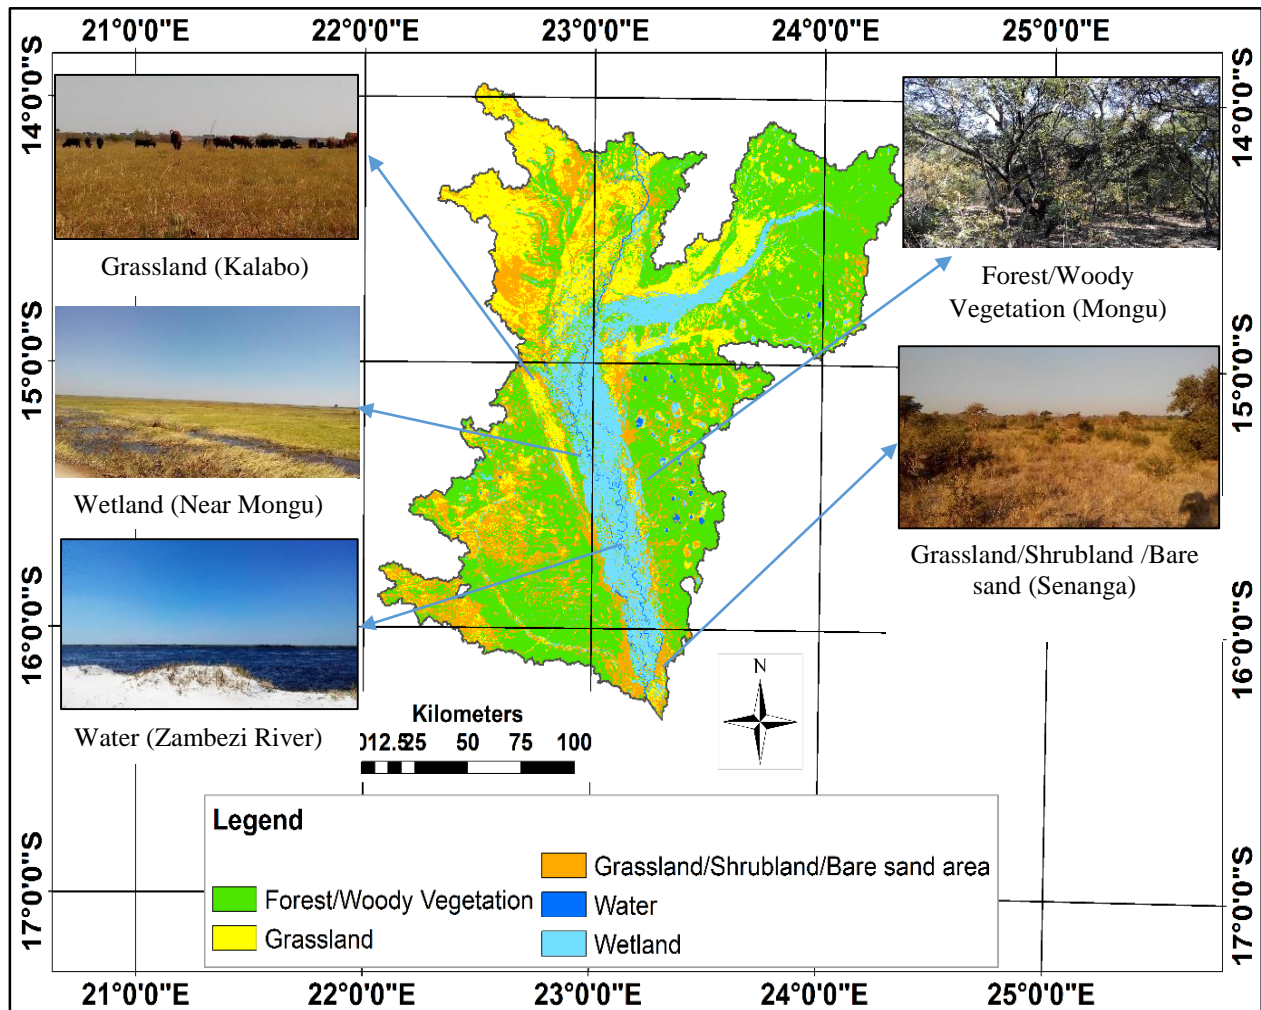 21°0'0"E 22°0'0"E 23°0'0"E 24°0'0"E 25°0'0"E
14°0'0"S
14°0'0"S
Grassland (Kalabo)
Forest/Woody
Vegetation (Mongu)
15°0'0"S
15°0'0"S
Wetland (Near Mongu)
Grassland/Shrubland /Bare
sand (Senanga)
16°0'0"S
16°0'0"S
Water (Zambezi River)
N
Kilometers
012.525 50 75 100
Legend
Forest/Woody Vegetation
Grassland
Grassland/Shrubland/Bare sand area
Water
Wetland
17°0'0"S
17°0'0"S
21°0'0"E 22°0'0"E 23°0'0"E 24°0'0"E 25°0'0"E